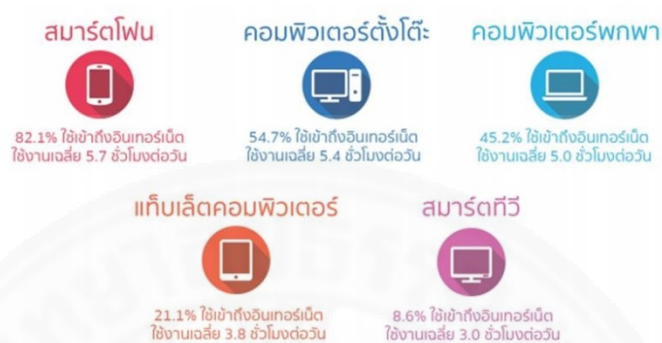 สมาร์ตโฟน
82.1% ใช้เข้าถึงอินเทอร์เน็ต
ใช้งานเฉลี่ย 5.7 ชั่วโมงต่อวัน
คอมพิวเตอร์ตั้งโต๊ะ
54.7% ใช้เข้าถึงอินเทอร์เน็ต
ใช้งานเฉลี่ย 5.4 ชั่วโมงต่อวัน
คอมพิวเตอร์พกพา
45.2% ใช้เข้าถึงอินเทอร์เน็ต
ใช้งานเฉลี่ย 5.0 ชั่วโมงต่อวัน
แท็บเล็ตคอมพิวเตอร์
21.1% ใช้เข้าถึงอินเทอร์เน็ต
ใช้งานเฉลี่ย 3.8 ชั่วโมงต่อวัน
สมาร์ตทีวี
8.6% ใช้เข้าถึงอินเทอร์เน็ต
ใช้งานเฉลี่ย 3.0 ชั่วโมงต่อวัน